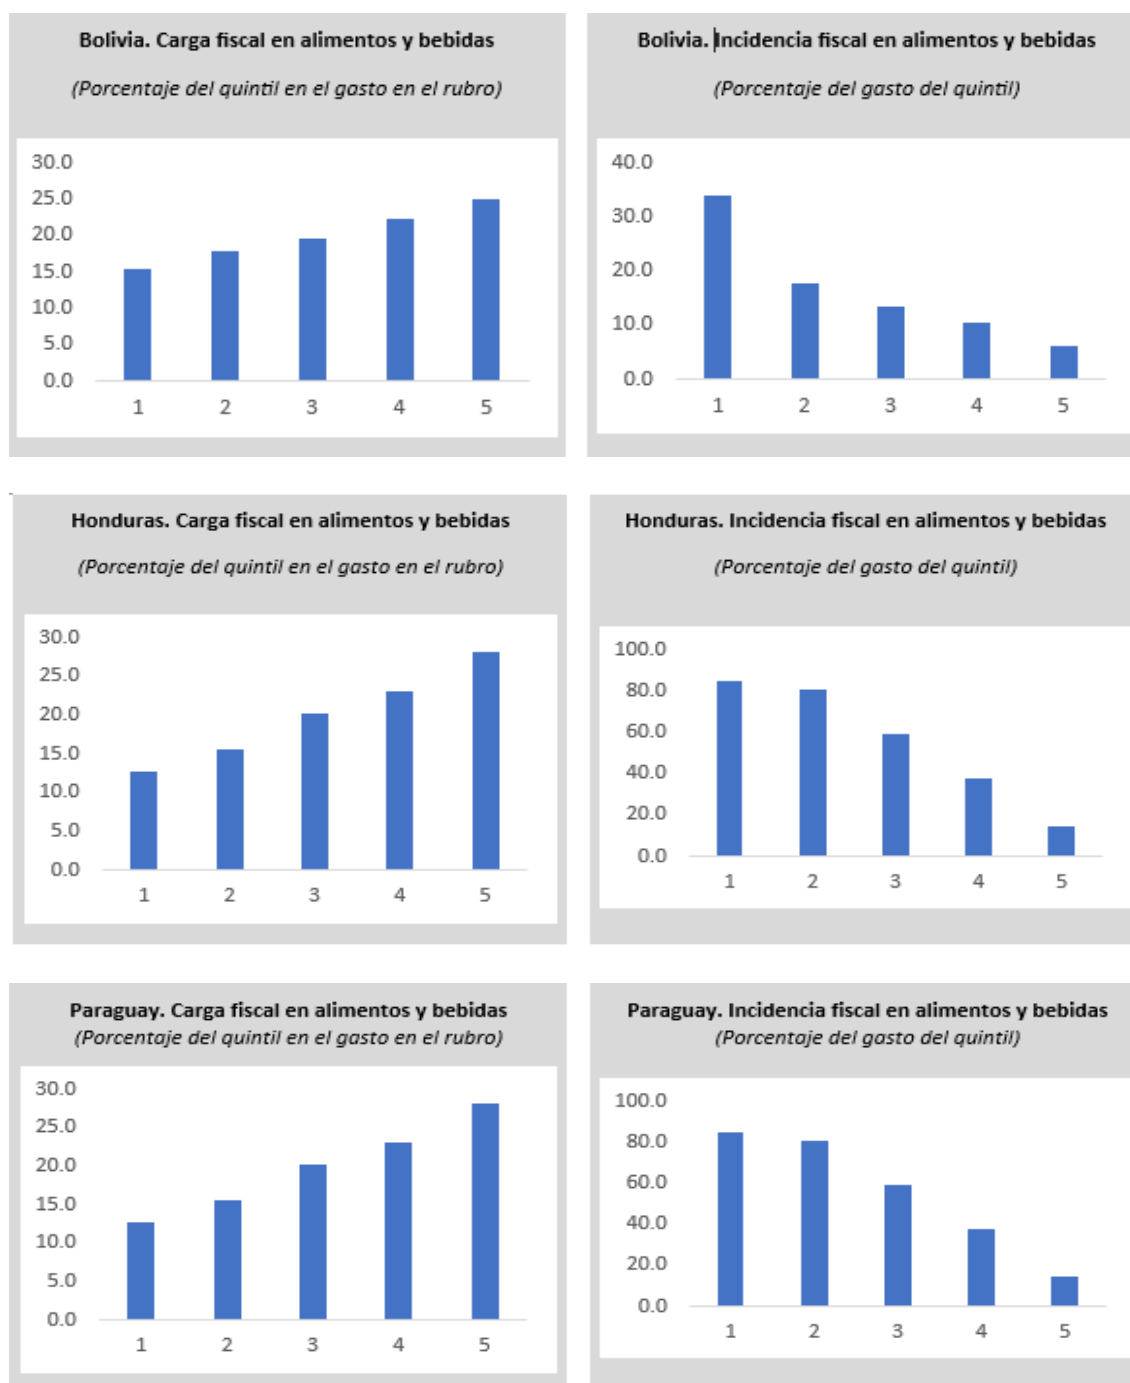 Bolivia. Carga fiscal en alimentos y bebidas
(Porcentaje del quintil en el gasto en el rubro)
30.0
25.0
20.0
15.0
10.0
5.0
0.0
1 2 3 4 5
Bolivia. Incidencia fiscal en alimentos y bebidas
(Porcentaje del gasto del quintil)
40.0
30.0
20.0
10.0
0.0
1 2 3 4 5
Honduras. Carga fiscal en alimentos y bebidas
(Porcentaje del quintil en el gasto en el rubro)
30.0
25.0
20.0
15.0
10.0
5.0
0.0
1 2 3 4 5
Honduras. Incidencia fiscal en alimentos y bebidas
(Porcentaje del gasto del quintil)
100.0
80.0
60.0
40.0
20.0
0.0
1 2 3 4 5
Paraguay. Carga fiscal en alimentos y bebidas
(Porcentaje del quintil en el gasto en el rubro)
30.0
25.0
20.0
15.0
10.0
5.0
0.0
1 2 3 4 5
Paraguay. Incidencia fiscal en alimentos y bebidas
(Porcentaje del gasto del quintil)
100.0
80.0
60.0
40.0
20.0
0.0
1 2 3 4 5